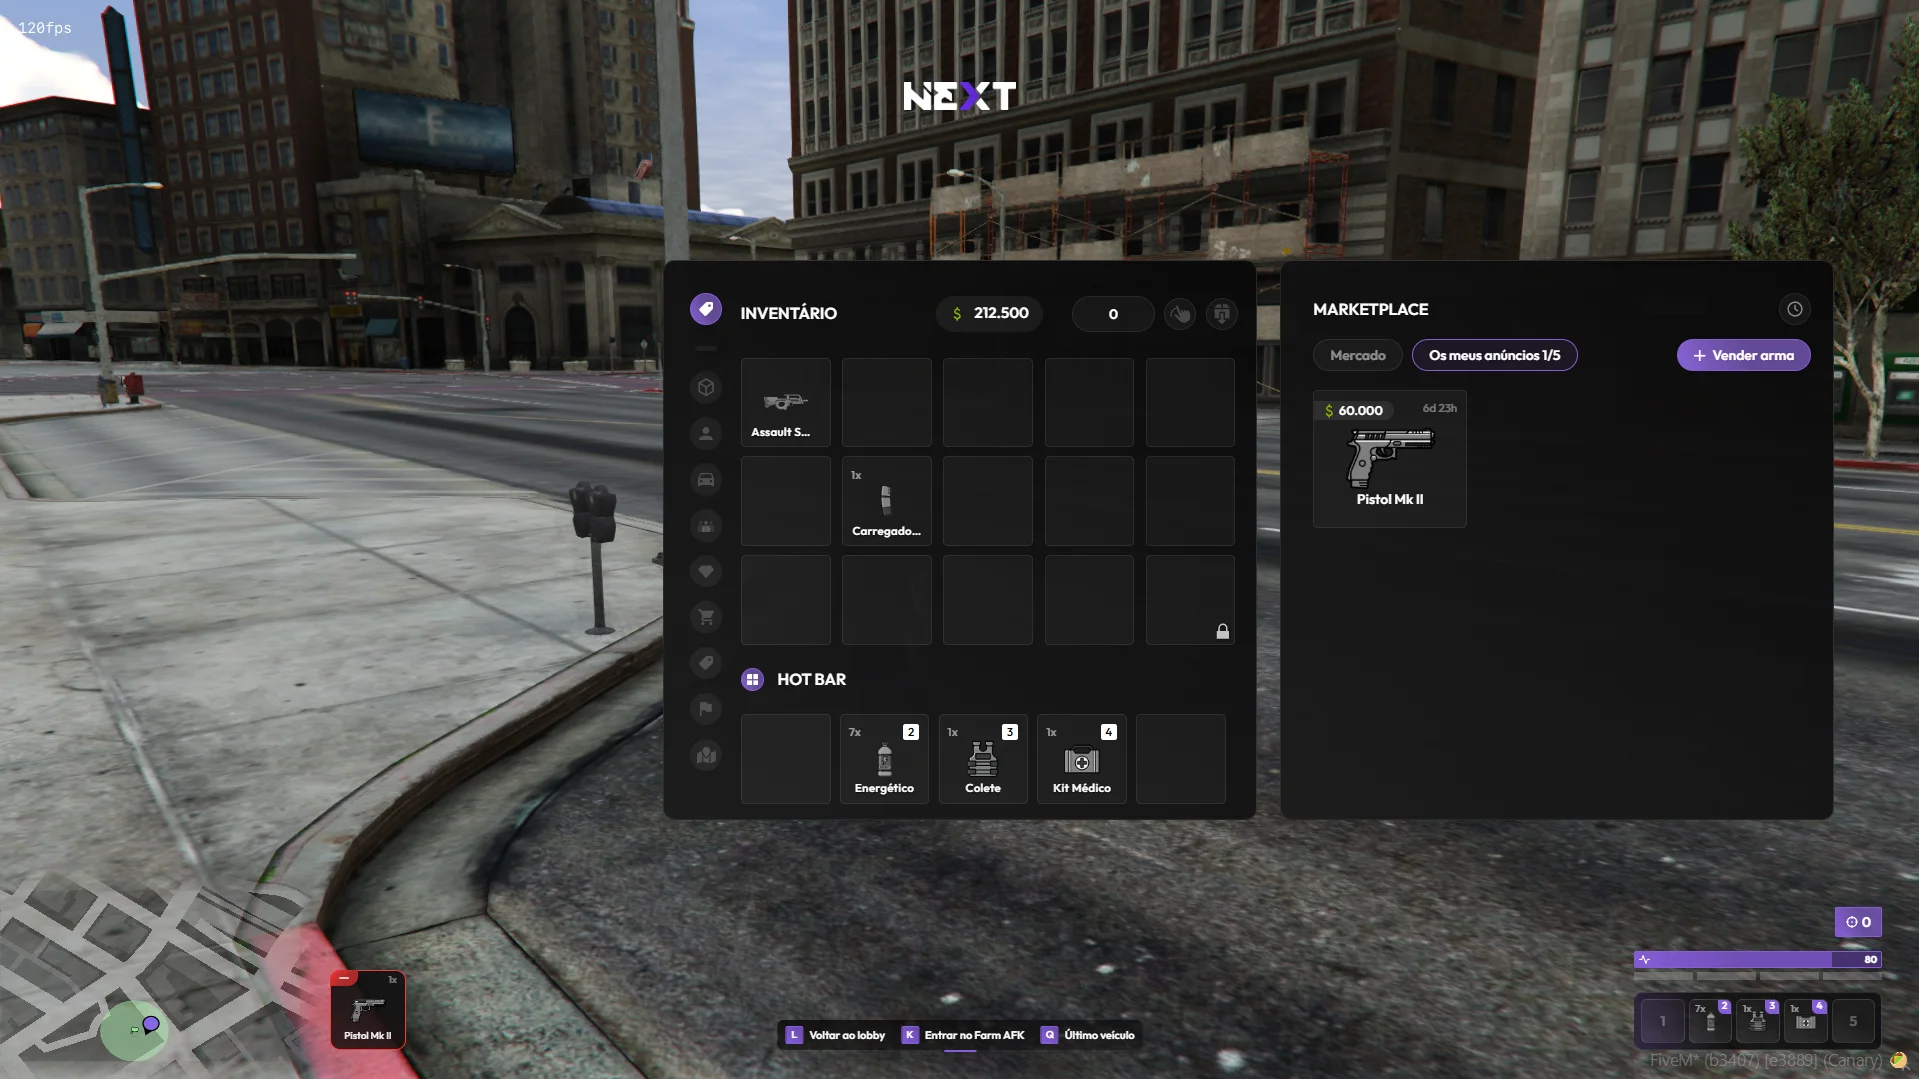 120fps
NEXT
INVENTÁRIO
$ 212.500
0
Assault S...
1x
Carregado...
HOT BAR
7x
2
Energético
1x
3
Colete
1x
4
Kit Médico
MARKETPLACE
Mercado
Os meus anúncios 1/5
+ Vender arma
$ 60.000
6d 23h
Pistol Mk II
1x
Pistol Mk II
L Voltar ao lobby
K Entrar no Farm AFK
Q Último veículo
0
80
1
7x 2
1x 3
1x 4
5
FiveM* (b3407) [e3889] (Canary)